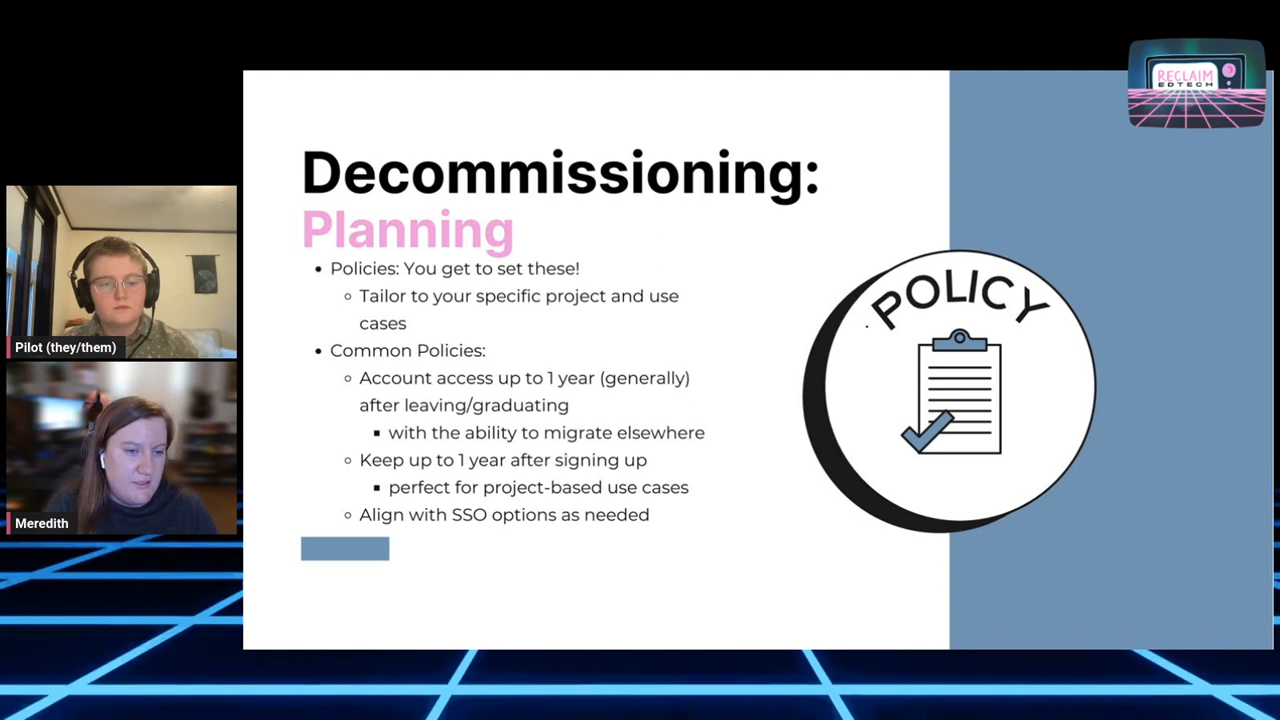 RECLAIM
EDTECH
Decommissioning:
Planning
• Policies: You get to set these!
◦ Tailor to your specific project and use
cases
• Common Policies:
◦ Account access up to 1 year (generally)
after leaving/graduating
▪ with the ability to migrate elsewhere
◦ Keep up to 1 year after signing up
▪ perfect for project-based use cases
◦ Align with SSO options as needed
POLICY
Pilot (they/them)
Meredith